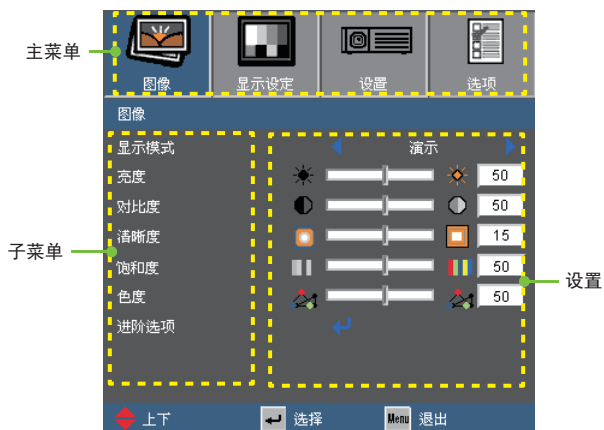 主菜单
图像 显示设定 设置 选项
图像
显示模式 演示
亮度 50
对比度 50
清晰度 15
子菜单
饱和度 50
设置
色度 50
进阶选项
上下 选择 Menu 退出